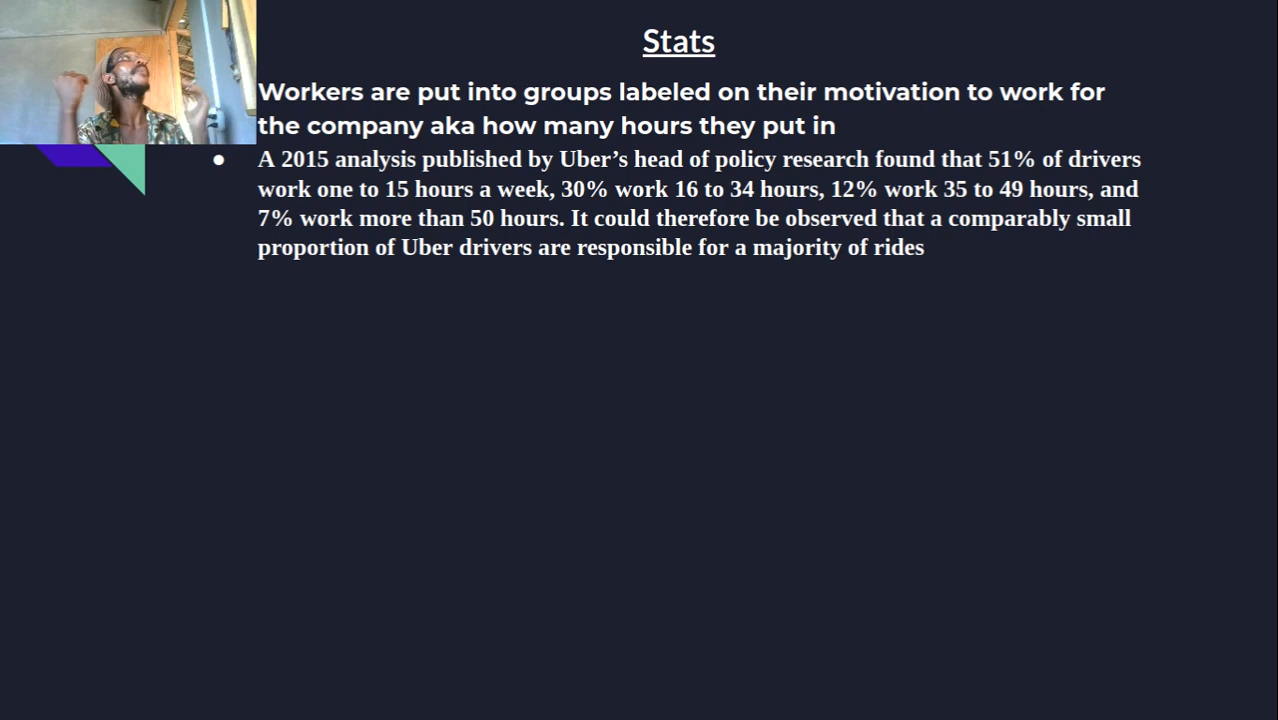 Stats
Workers are put into groups labeled on their motivation to work for
the company aka how many hours they put in
● A 2015 analysis published by Uber’s head of policy research found that 51% of drivers
work one to 15 hours a week, 30% work 16 to 34 hours, 12% work 35 to 49 hours, and
7% work more than 50 hours. It could therefore be observed that a comparably small
proportion of Uber drivers are responsible for a majority of rides